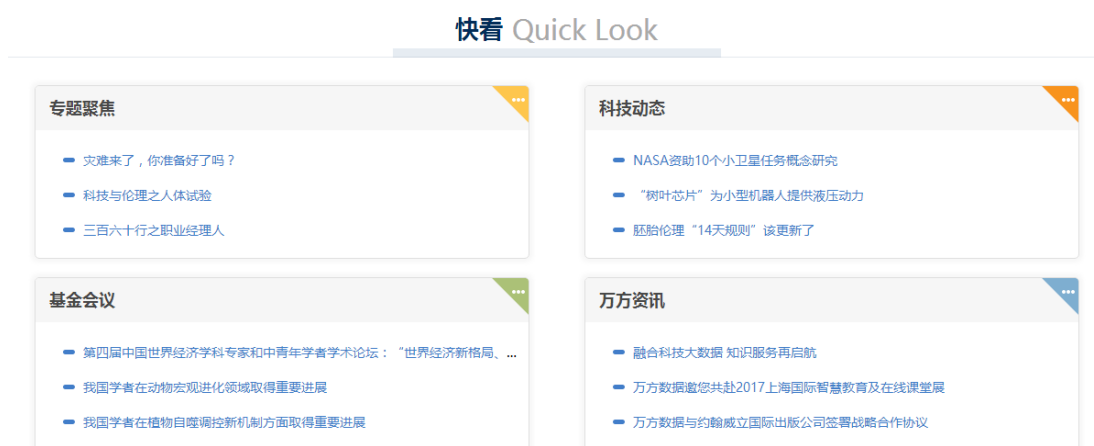 快看 Quick Look
专题聚焦
灾难来了，你准备好了吗？
科技与伦理之人体试验
三百六十行之职业经理人
科技动态
NASA资助10个小卫星任务概念研究
“树叶芯片”为小型机器人提供液压动力
胚胎伦理“14天规则”该更新了
基金会议
第四届中国世界经济学科专家和中青年学者学术论坛：“世界经济新格局、...
我国学者在动物宏观进化领域取得重要进展
我国学者在植物自噬调控新机制方面取得重要进展
万方资讯
融合科技大数据 知识服务再启航
万方数据邀您共赴2017上海国际智慧教育及在线课堂展
万方数据与约翰威立国际出版公司签署战略合作协议